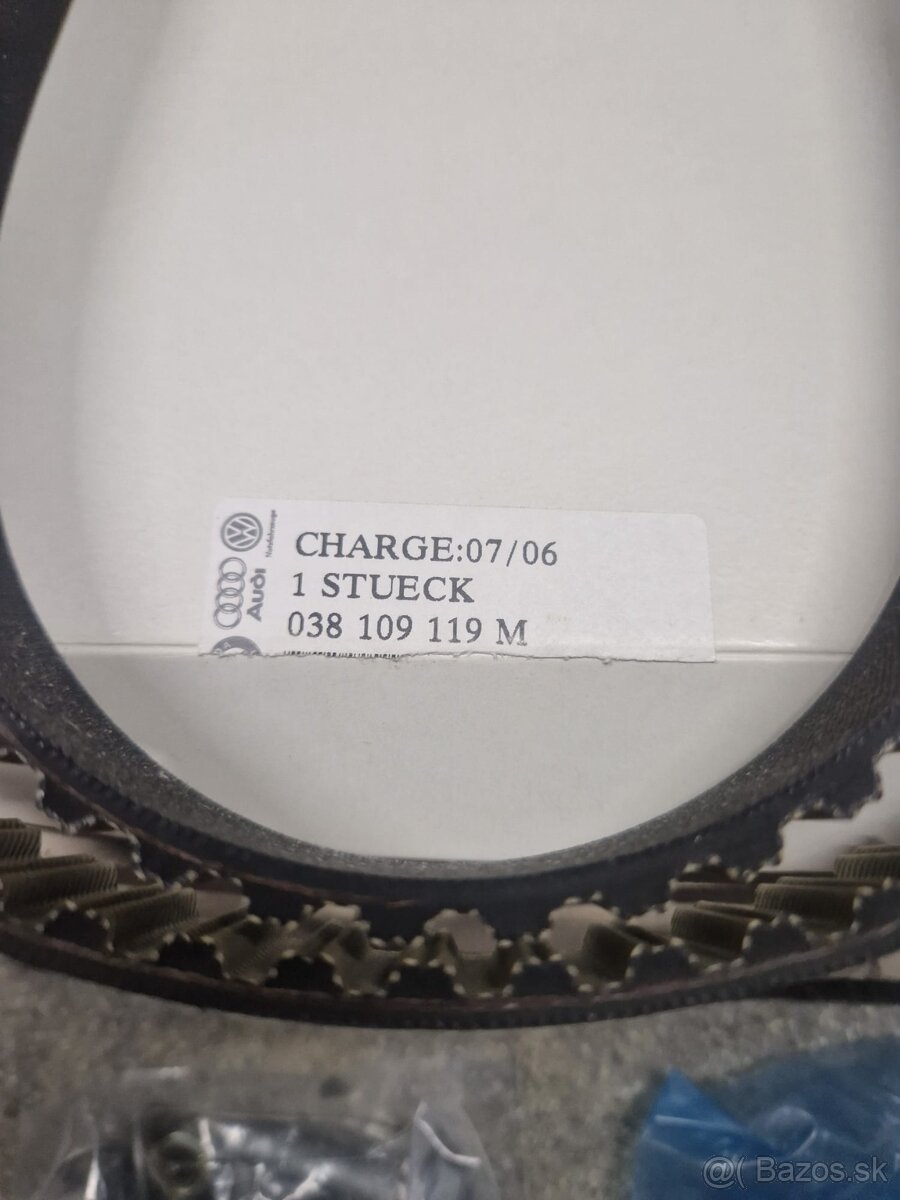 CHARGE:07/06
1 STUECK
038 109 119 M
Audi
@( Bazos.sk